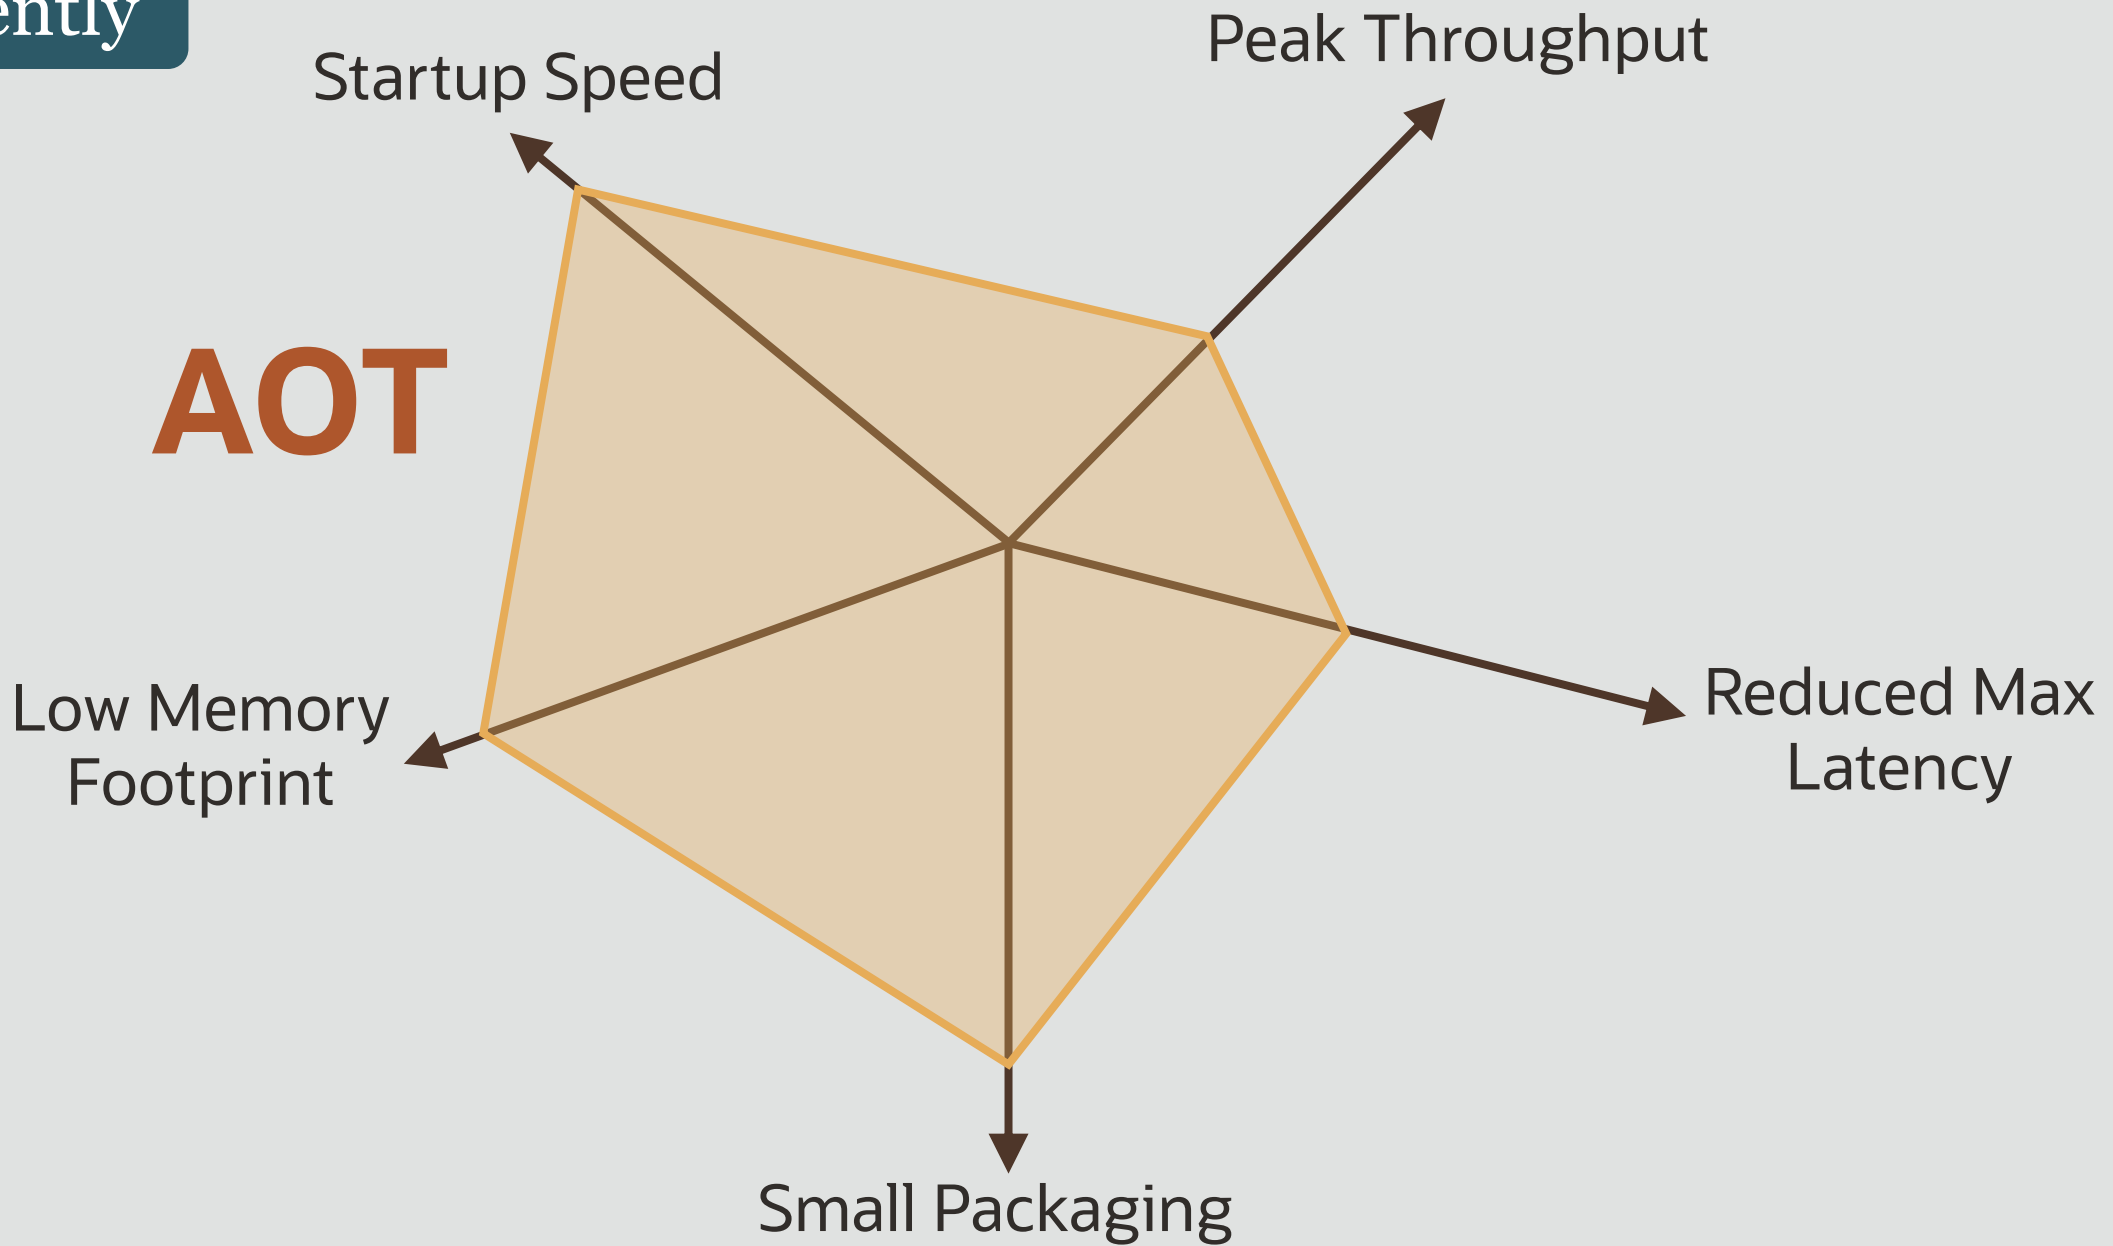 Peak Throughput
Startup Speed
AOT
Reduced Max
Latency
Low Memory
Footprint
Small Packaging